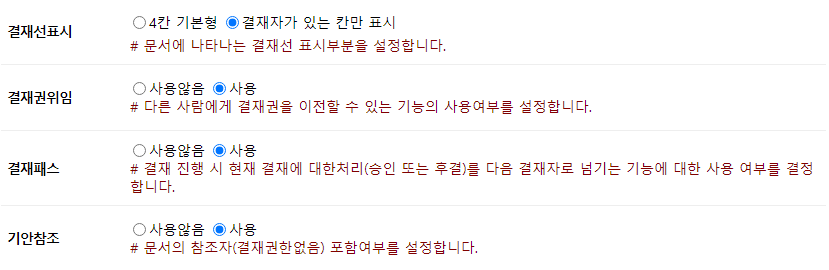 결재선표시
4칸 기본형 결재자가 있는 칸만 표시
# 문서에 나타나는 결재선 표시부분을 설정합니다.
결재권위임
사용않음 사용
# 다른 사람에게 결재권을 이전할 수 있는 기능의 사용여부를 설정합니다.
결재패스
사용않음 사용
# 결재 진행 시 현재 결재에 대한처리(승인 또는 후결)를 다음 결재자로 넘기는 기능에 대한 사용 여부를 결정
합니다.
기안참조
사용않음 사용
# 문서의 참조자(결재권한없음) 포함여부를 설정합니다.